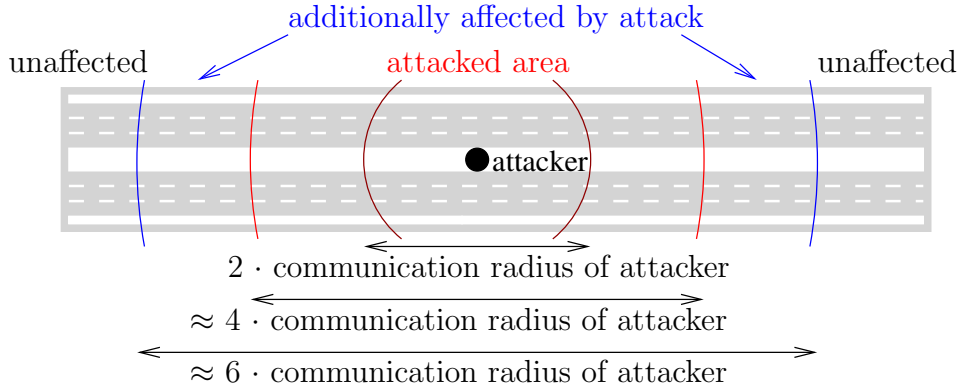 additionally affected by attack
unaffected attacked area unaffected
attacker
2 · communication radius of attacker
≈ 4 · communication radius of attacker
≈ 6 · communication radius of attacker